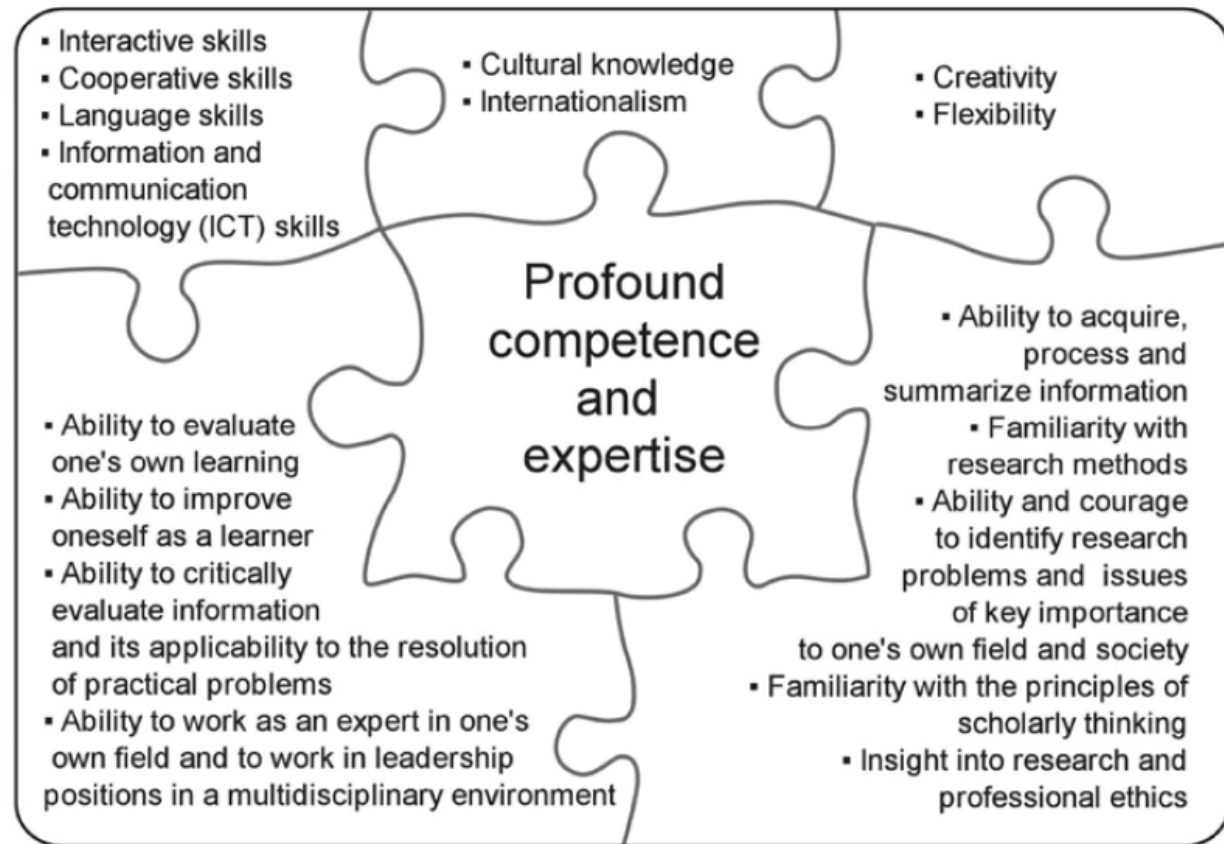 ▪ Interactive skills
▪ Cooperative skills
▪ Language skills
▪ Information and
communication
technology (ICT) skills
▪ Cultural knowledge
▪ Internationalism
▪ Creativity
▪ Flexibility
Profound
competence
and
expertise
▪ Ability to evaluate
one's own learning
▪ Ability to improve
oneself as a learner
▪ Ability to critically
evaluate information
and its applicability to the resolution
of practical problems
▪ Ability to work as an expert in one's
own field and to work in leadership
positions in a multidisciplinary environment
▪ Ability to acquire,
process and
summarize information
▪ Familiarity with
research methods
▪ Ability and courage
to identify research
problems and issues
of key importance
to one's own field and society
▪ Familiarity with the principles of
scholarly thinking
▪ Insight into research and
professional ethics